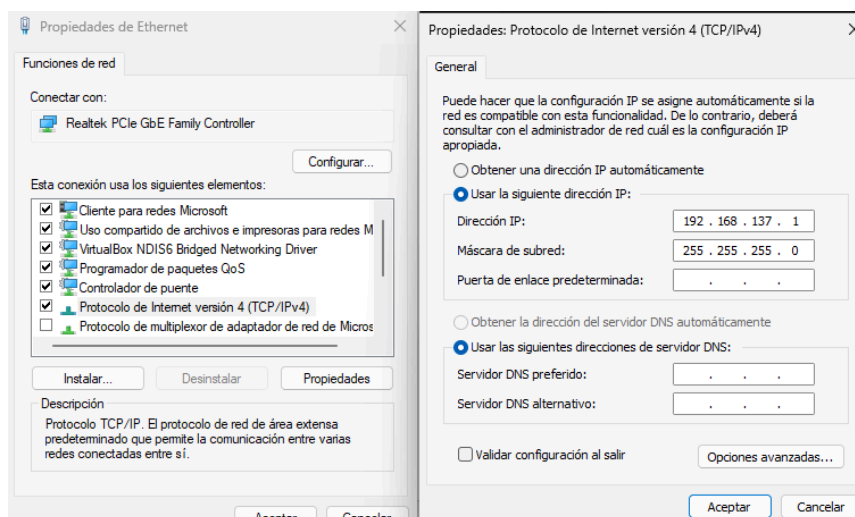 Propiedades de Ethernet
Funciones de red
Conectar con:
Realtek PCIe GbE Family Controller
Configurar...
Esta conexión usa los siguientes elementos:
Cliente para redes Microsoft
Uso compartido de archivos e impresoras para redes M
VirtualBox NDIS6 Bridged Networking Driver
Programador de paquetes QoS
Controlador de puente
Protocolo de Internet versión 4 (TCP/IPv4)
Protocolo de multiplexor de adaptador de red de Micros
Instalar...
Desinstalar
Propiedades
Descripción
Protocolo TCP/IP. El protocolo de red de área extensa
predeterminado que permite la comunicación entre varias
redes conectadas entre sí.
Aceptar
Cancelar
Propiedades: Protocolo de Internet versión 4 (TCP/IPv4)
General
Puede hacer que la configuración IP se asigne automáticamente si la
red es compatible con esta funcionalidad. De lo contrario, deberá
consultar con el administrador de red cuál es la configuración IP
apropiada.
Obtener una dirección IP automáticamente
Usar la siguiente dirección IP:
Dirección IP:
192 . 168 . 137 . 1
Máscara de subred:
255 . 255 . 255 . 0
Puerta de enlace predeterminada:
. . .
Obtener la dirección del servidor DNS automáticamente
Usar las siguientes direcciones de servidor DNS:
Servidor DNS preferido:
. . .
Servidor DNS alternativo:
. . .
Validar configuración al salir
Opciones avanzadas...
Aceptar
Cancelar